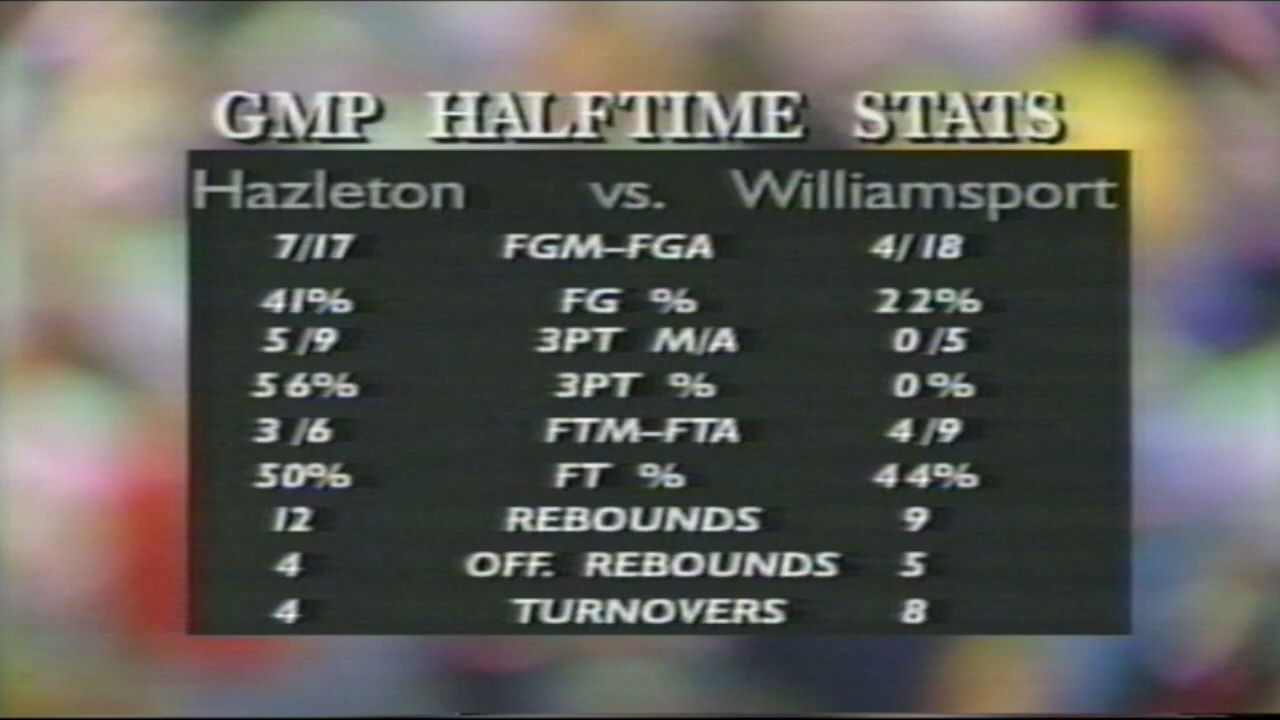 GMP HALFTIME STATS
Hazleton vs. Williamsport
7/17 FGM-FGA 4/18
41% FG % 22%
5/9 3PT M/A 0/5
56% 3PT % 0%
3/6 FTM-FTA 4/9
50% FT % 44%
12 REBOUNDS 9
4 OFF. REBOUNDS 5
4 TURNOVERS 8